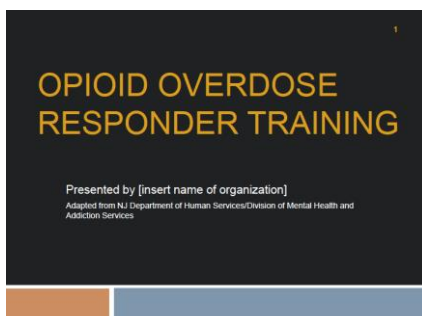 1
OPIOID OVERDOSE
RESPONDER TRAINING
Presented by [insert name of organization]
Adapted from NJ Department of Human Services/Division of Mental Health and
Addiction Services